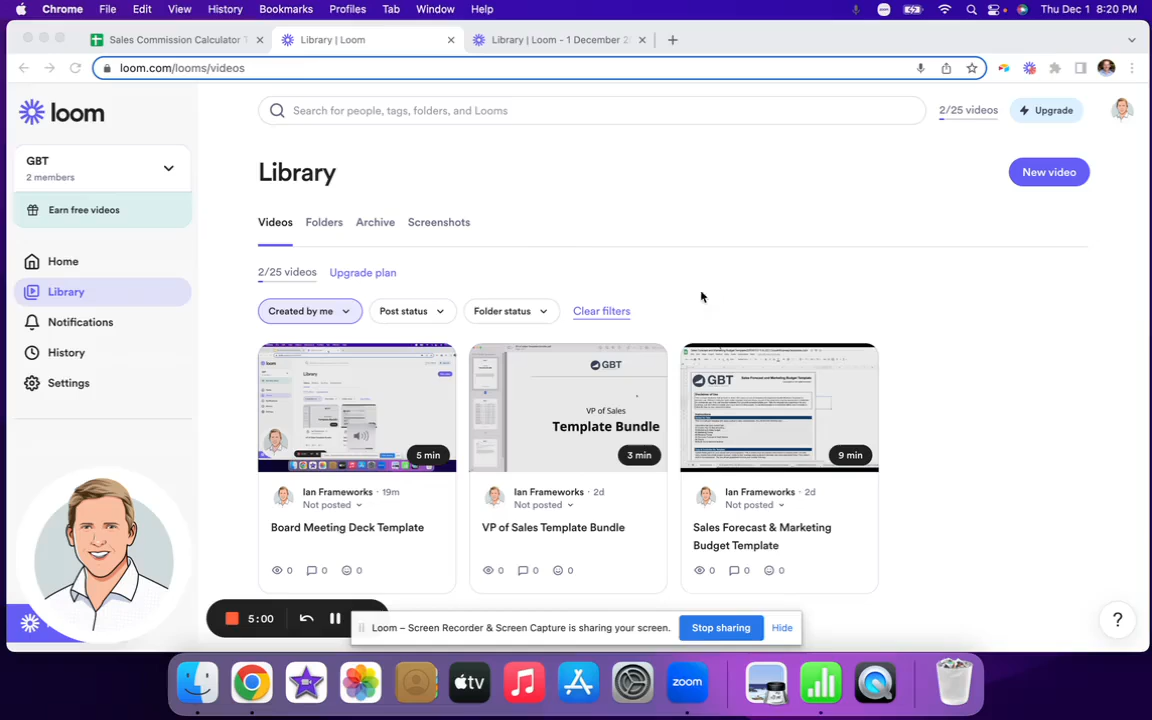 Chrome File Edit View History Bookmarks Profiles Tab Window Help Thu Dec 1 8:20 PM
Sales Commission Calculator Library | Loom Library | Loom - 1 December 2
loom.com/looms/videos
loom
Search for people, tags, folders, and Looms
2/25 videos
Upgrade
GBT
2 members
Earn free videos
Home
Library
Notifications
History
Settings
Library
New video
Videos Folders Archive Screenshots
2/25 videos Upgrade plan
Created by me Post status Folder status Clear filters
5 min
Ian Frameworks · 19m
Not posted
Board Meeting Deck Template
0 0 0
GBT
VP of Sales
Template Bundle
3 min
Ian Frameworks · 2d
Not posted
VP of Sales Template Bundle
0 0 0
GBT
9 min
Ian Frameworks · 2d
Not posted
Sales Forecast & Marketing
Budget Template
0 0 0
5:00
Loom – Screen Recorder & Screen Capture is sharing your screen. Stop sharing Hide
?
tv
zoom